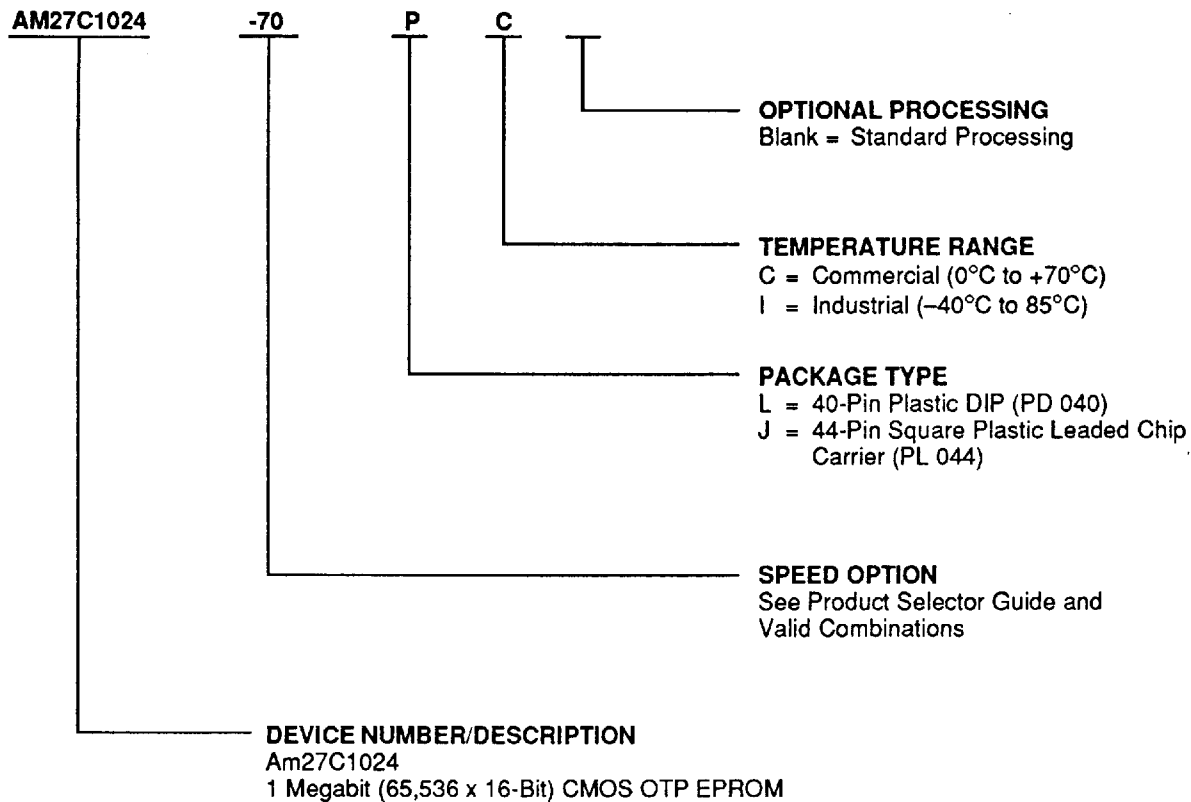 AM27C1024 -70 P C
OPTIONAL PROCESSING
Blank = Standard Processing
TEMPERATURE RANGE
C = Commercial (0°C to +70°C)
I = Industrial (–40°C to 85°C)
PACKAGE TYPE
L = 40-Pin Plastic DIP (PD 040)
J = 44-Pin Square Plastic Leaded Chip
Carrier (PL 044)
SPEED OPTION
See Product Selector Guide and
Valid Combinations
DEVICE NUMBER/DESCRIPTION
Am27C1024
1 Megabit (65,536 x 16-Bit) CMOS OTP EPROM